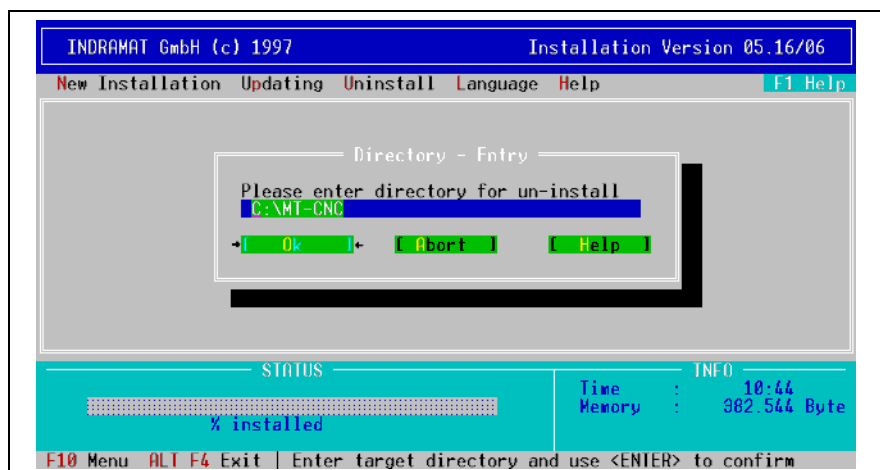 INDRAMAT GmbH (c) 1997 Installation Version 05.16/06
New Installation Updating Uninstall Language Help F1 Help
Directory - Entry
Please enter directory for un-install
C:\MT-CNC
[ Ok ] [ Abort ] [ Help ]
STATUS INFO
Time : 10:44
Memory : 382.544 Byte
% installed
F10 Menu ALT F4 Exit | Enter target directory and use <ENTER> to confirm